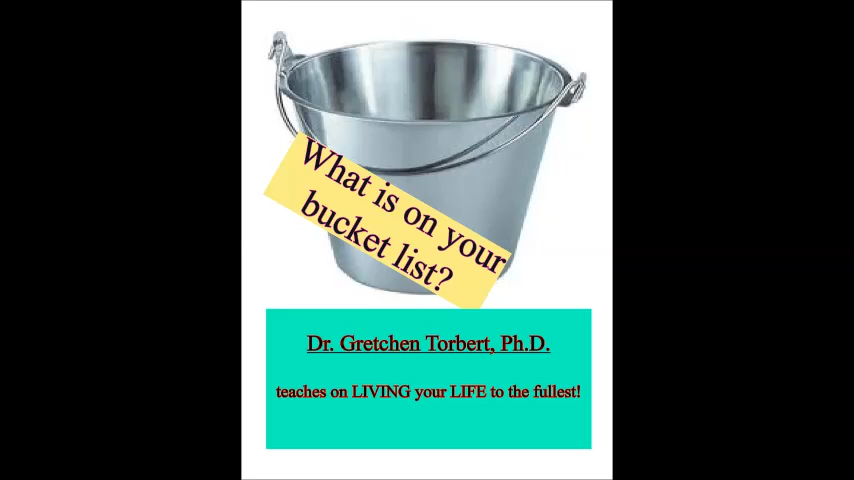 What is on your
bucket list?
Dr. Gretchen Torbert, Ph.D.
teaches on LIVING your LIFE to the fullest!